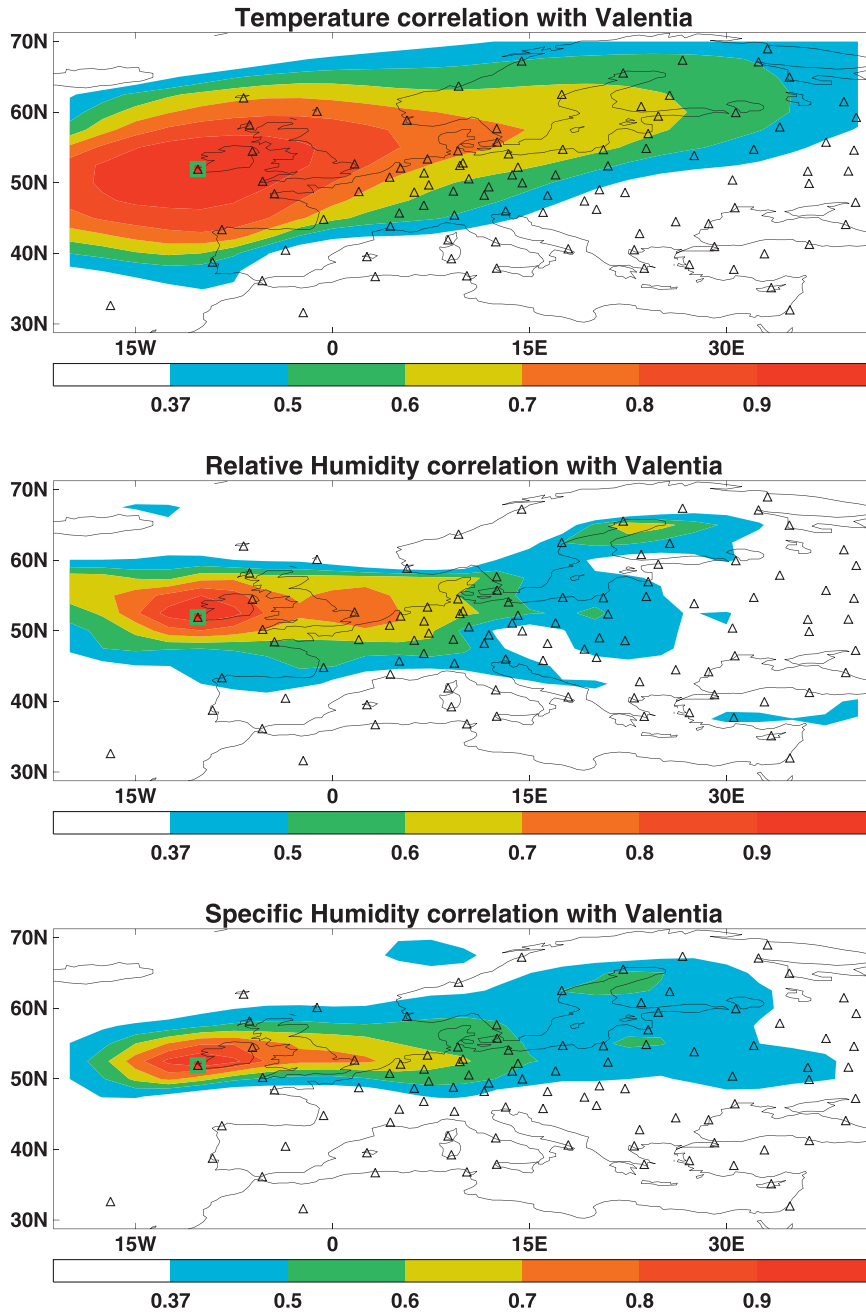 Temperature correlation with Valentia
70N
60N
50N
40N
30N
15W 0 15E 30E
0.37 0.5 0.6 0.7 0.8 0.9
Relative Humidity correlation with Valentia
70N
60N
50N
40N
30N
15W 0 15E 30E
0.37 0.5 0.6 0.7 0.8 0.9
Specific Humidity correlation with Valentia
70N
60N
50N
40N
30N
15W 0 15E 30E
0.37 0.5 0.6 0.7 0.8 0.9